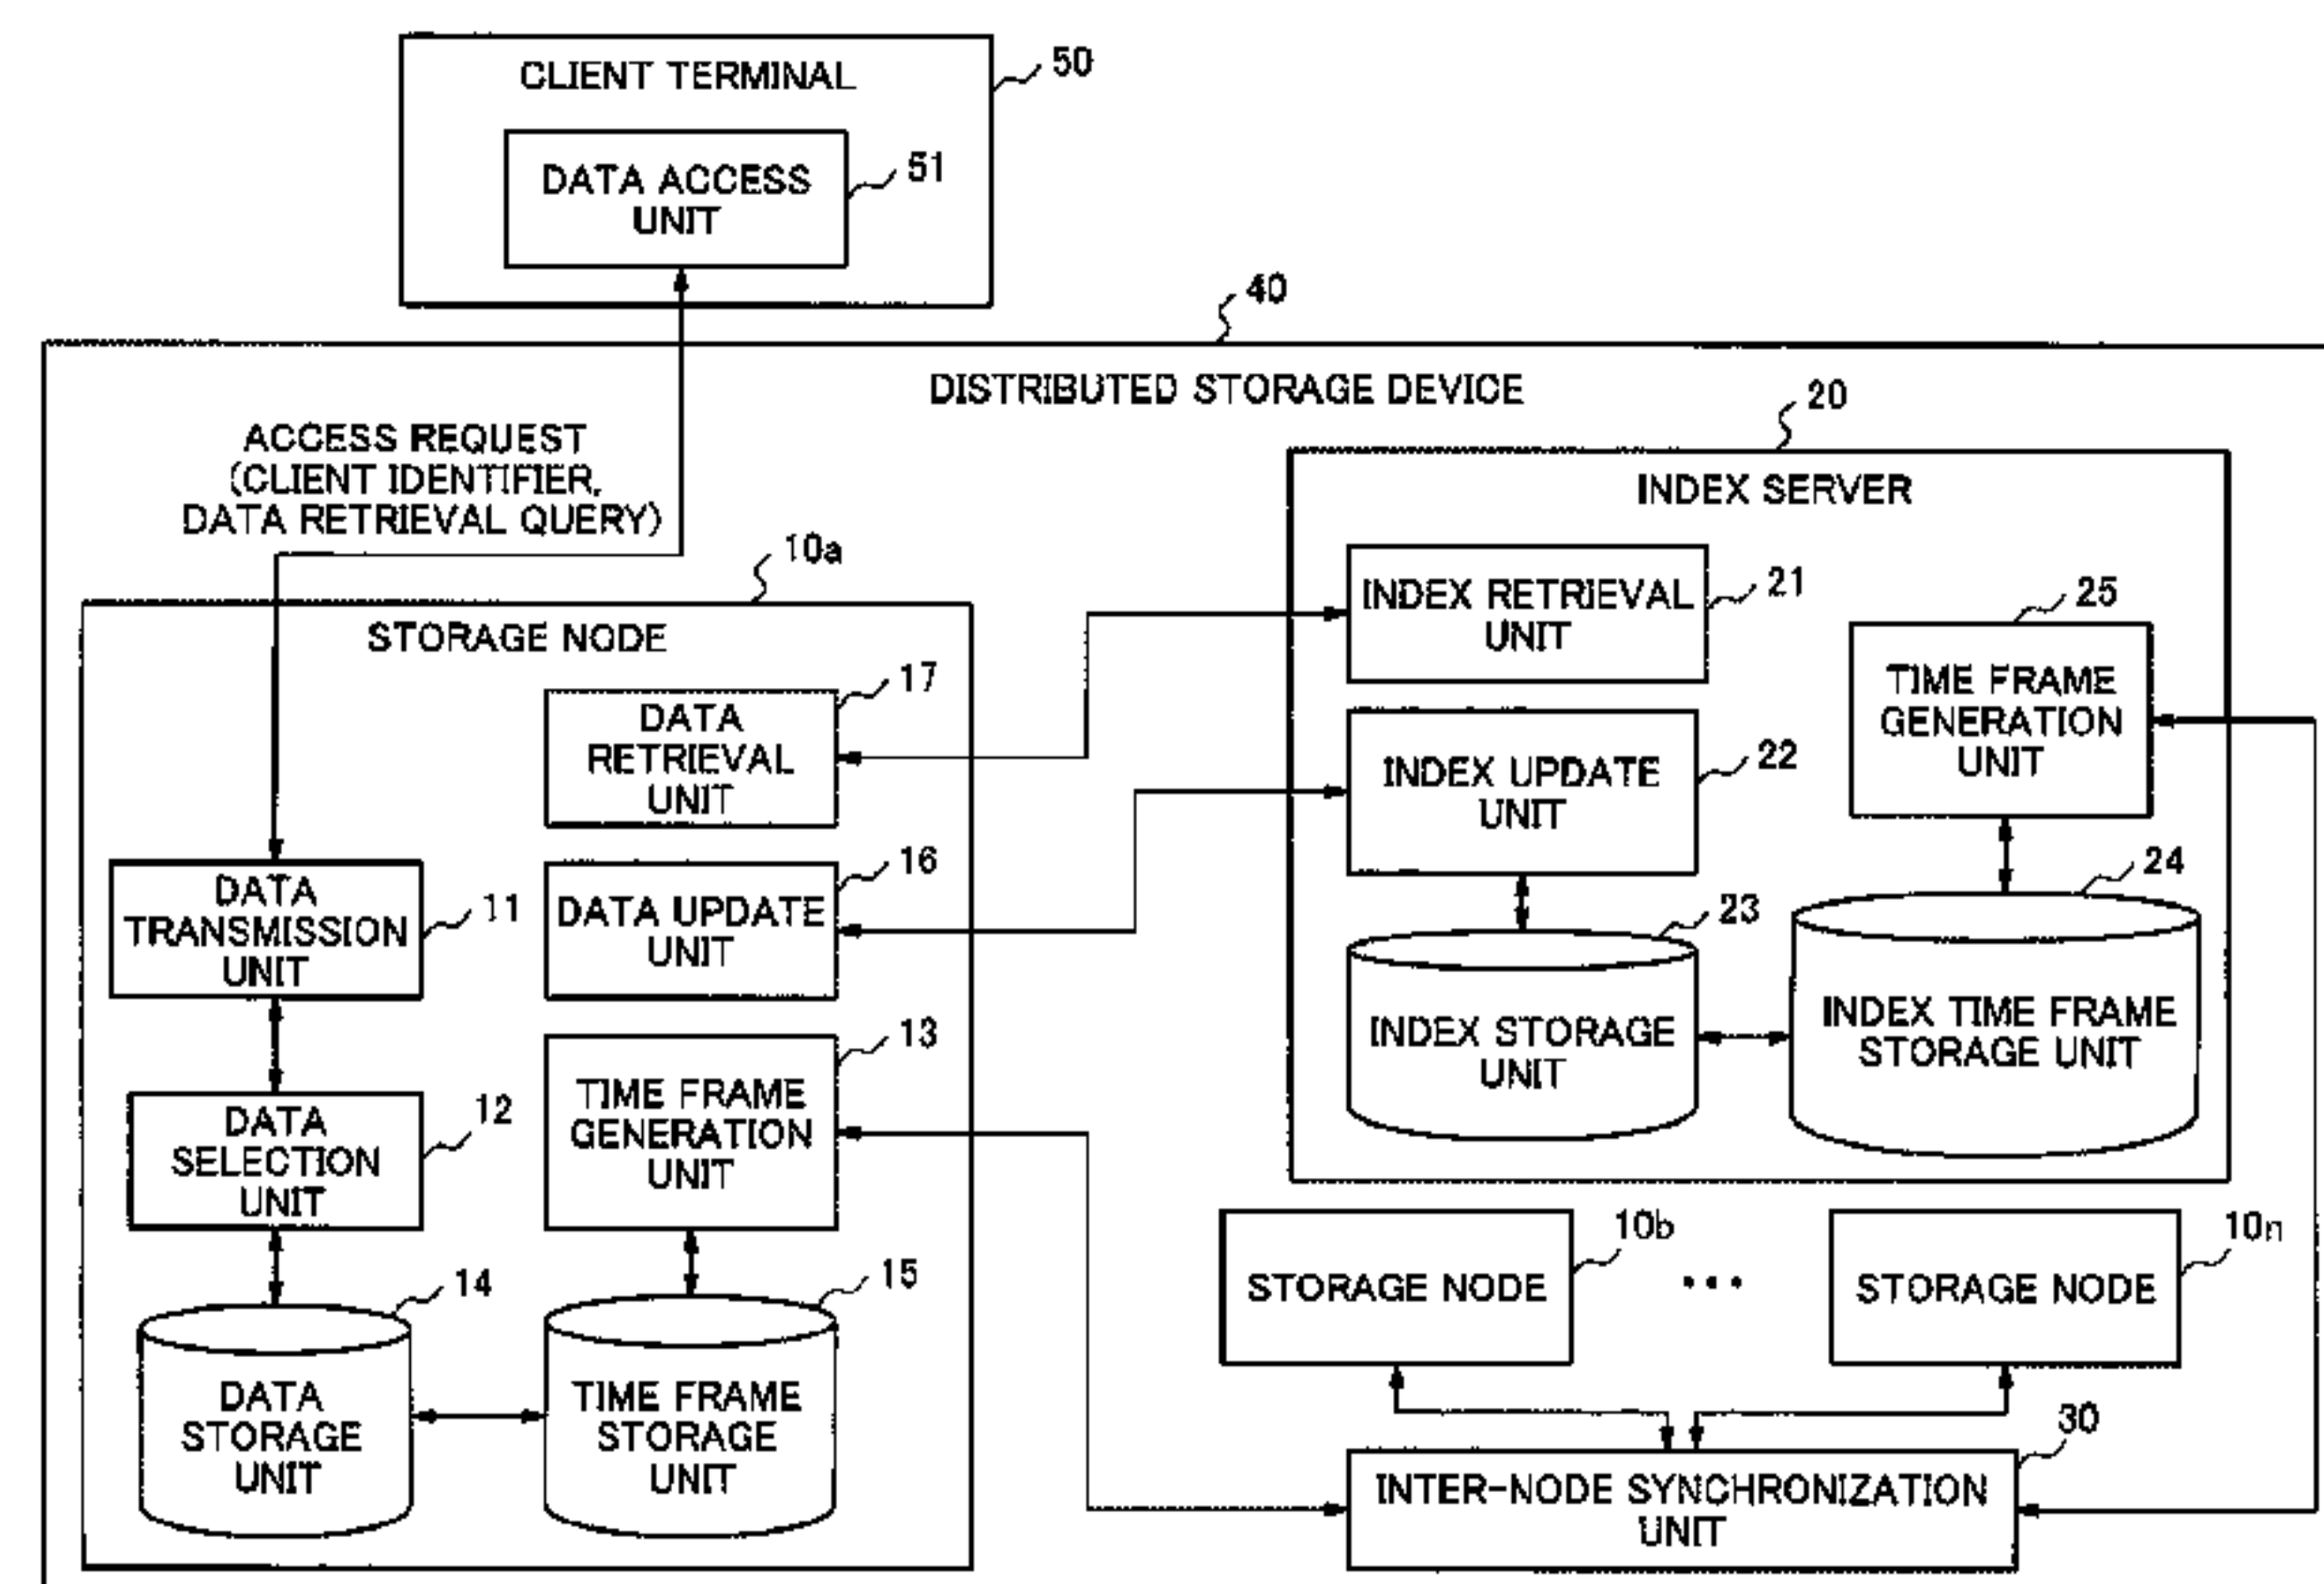 CLIENT TERMINAL
50
DATA ACCESS
UNIT
51
40
DISTRIBUTED STORAGE DEVICE
ACCESS REQUEST
(CLIENT IDENTIFIER,
DATA RETRIEVAL QUERY)
10a
STORAGE NODE
17
DATA
RETRIEVAL
UNIT
16
DATA UPDATE
UNIT
DATA
TRANSMISSION
UNIT
11
13
TIME FRAME
GENERATION
UNIT
DATA
SELECTION
UNIT
12
14
DATA
STORAGE
UNIT
15
TIME FRAME
STORAGE
UNIT
20
INDEX SERVER
INDEX RETRIEVAL
UNIT
21
25
TIME FRAME
GENERATION
UNIT
INDEX UPDATE
UNIT
22
23
INDEX STORAGE
UNIT
24
INDEX TIME FRAME
STORAGE UNIT
10b
STORAGE NODE
...
10n
STORAGE NODE
30
INTER-NODE SYNCHRONIZATION
UNIT